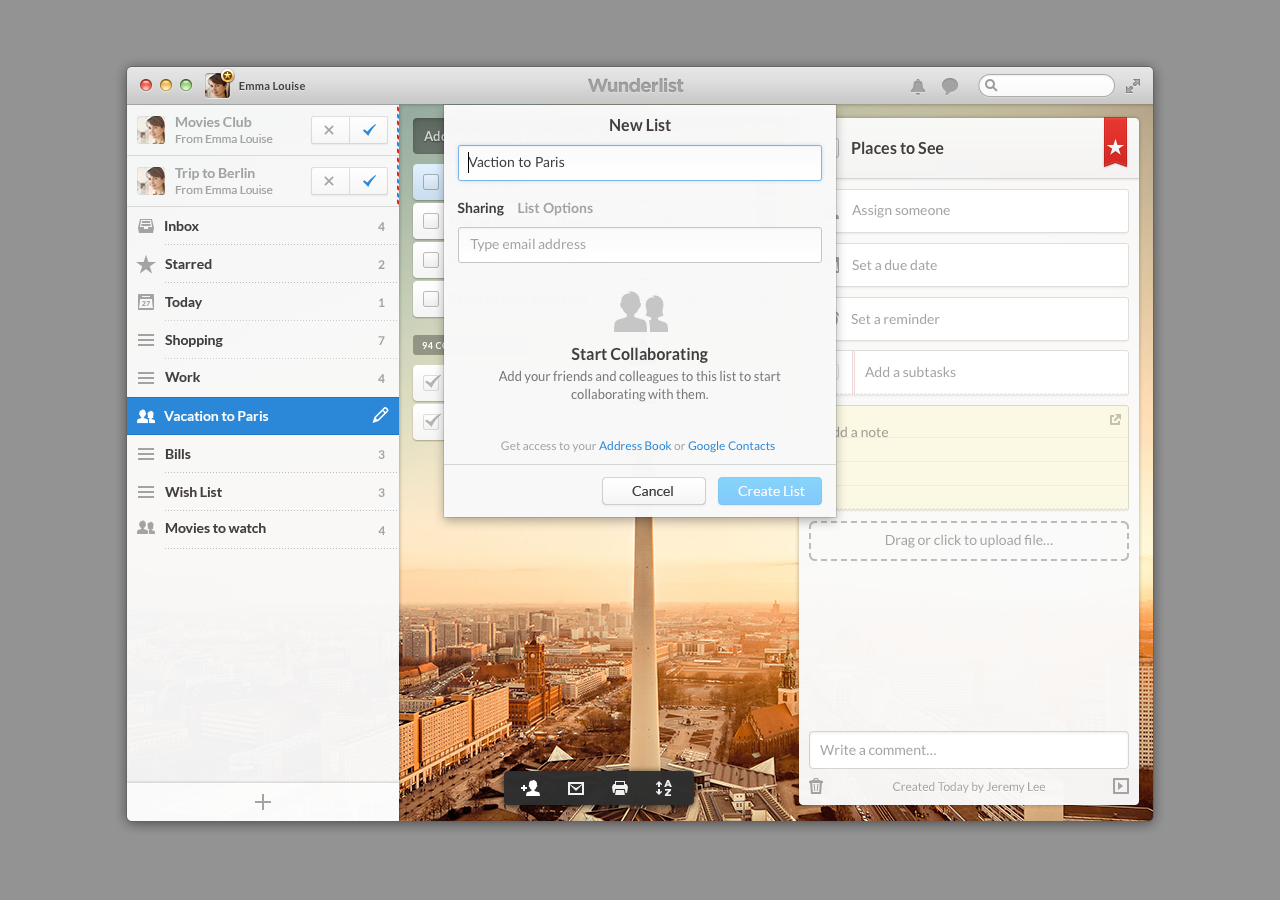 Emma Louise
Wunderlist
Movies Club
From Emma Louise
Trip to Berlin
From Emma Louise
Inbox 4
Starred 2
27
Today 1
Shopping 7
Work 4
Vacation to Paris
Bills 3
Wish List 3
Movies to watch 4
New List
Vaction to Paris
Sharing List Options
Type email address
Start Collaborating
Add your friends and colleagues to this list to start
collaborating with them.
Get access to your Address Book or Google Contacts
Cancel Create List
94
A
Z
Places to See
Assign someone
Set a due date
Set a reminder
Add a subtasks
a note
Drag or click to upload file...
Write a comment...
Created Today by Jeremy Lee